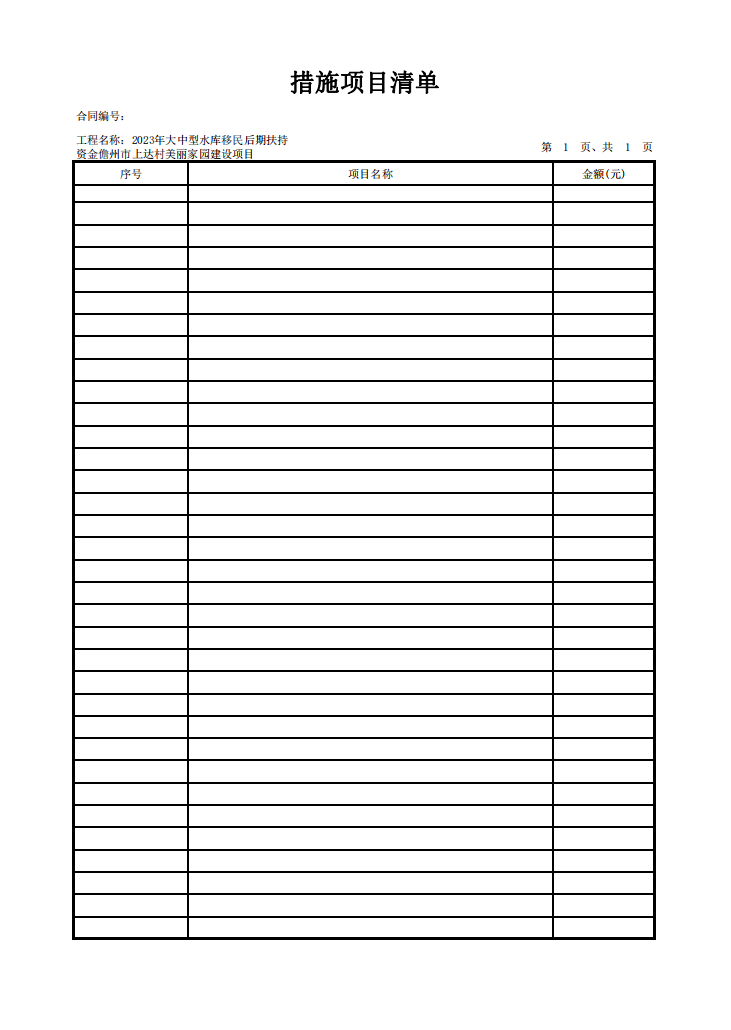 措施项目清单
合同编号：
工程名称：2023年大中型水库移民后期扶持
资金儋州市上达村美丽家园建设项目
第 1 页、共 1 页
序号 项目名称 金额(元)